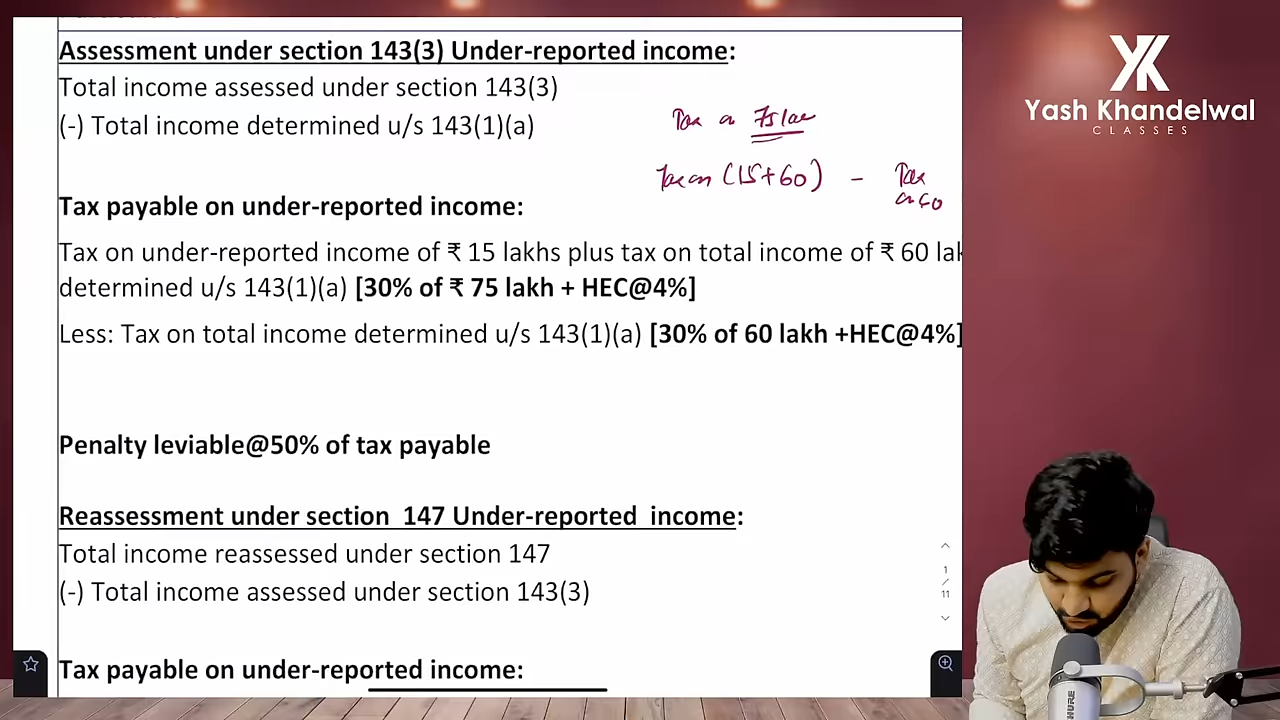 Assessment under section 143(3) Under-reported income:
Total income assessed under section 143(3)
(-) Total income determined u/s 143(1)(a)
Tax on 75 lac
Tax on (15+60) - Tax
on 60
Tax payable on under-reported income:
Tax on under-reported income of ₹ 15 lakhs plus tax on total income of ₹ 60 lak
determined u/s 143(1)(a) [30% of ₹ 75 lakh + HEC@4%]
Less: Tax on total income determined u/s 143(1)(a) [30% of 60 lakh +HEC@4%]
Penalty leviable@50% of tax payable
Reassessment under section 147 Under-reported income:
Total income reassessed under section 147
(-) Total income assessed under section 143(3)
Tax payable on under-reported income:
1
/
11
YK
Yash Khandelwal
CLASSES
SHURE